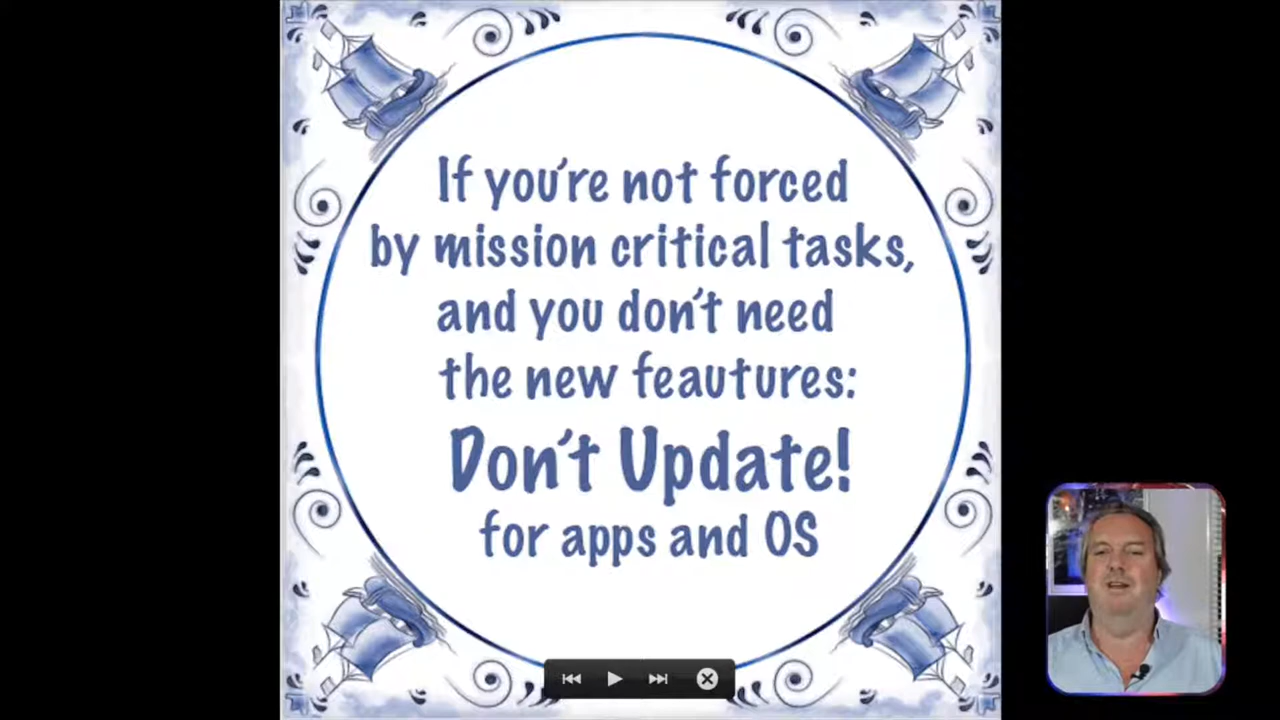 If you're not forced
by mission critical tasks,
and you don't need
the new feautures:
Don't Update!
for apps and OS